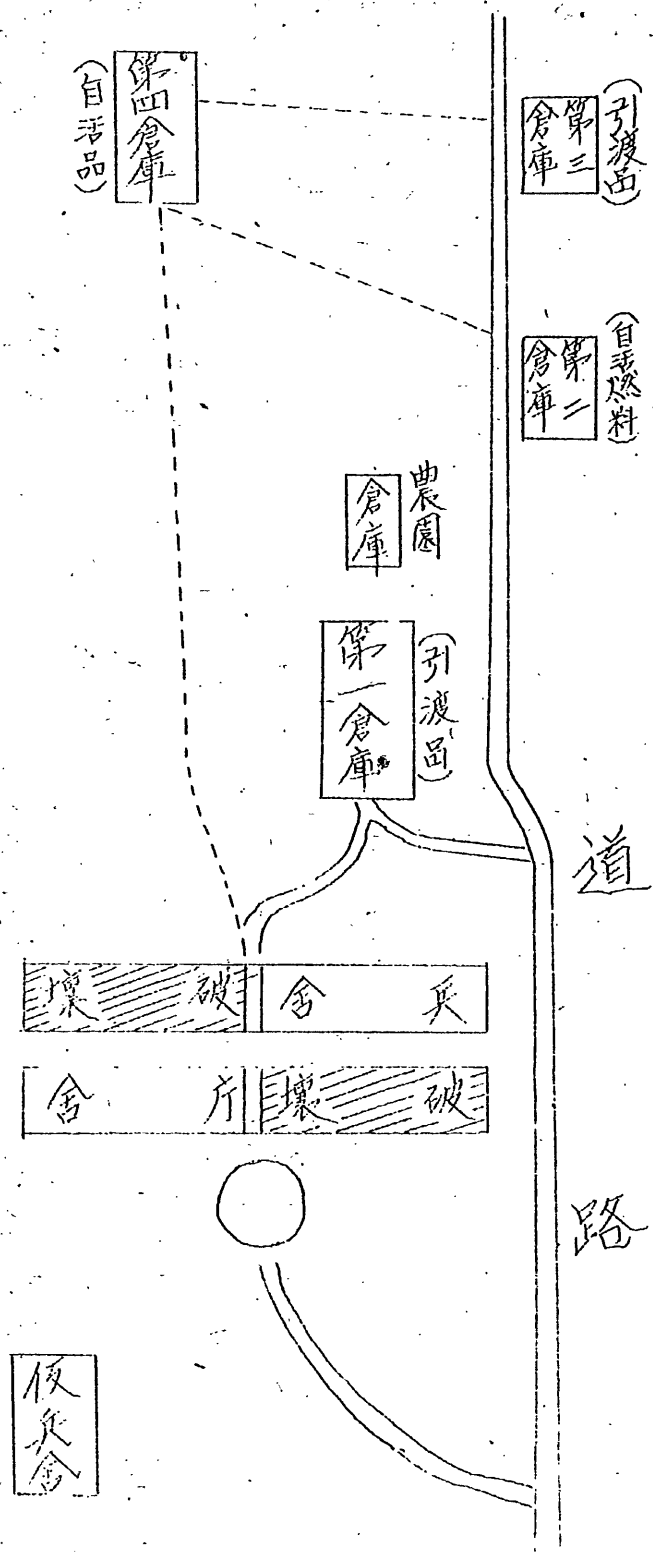 (引渡品)
第三
倉庫
(自活燃料)
第二
倉庫
第四倉庫
(自活品)
農園
倉庫
(引渡品)
第一倉庫
道路
兵舎
破壊
破壊
庁舎
仮兵舎